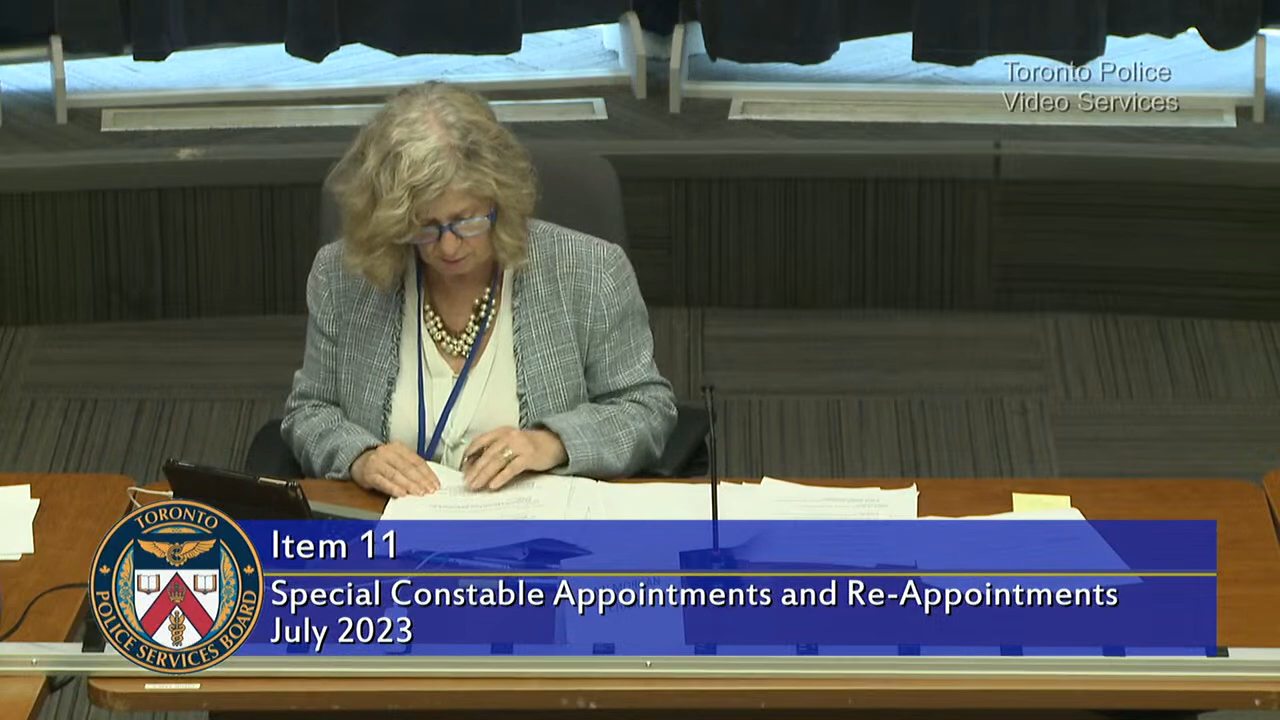 Toronto Police
Video Services
Item 11
Special Constable Appointments and Re-Appointments
July 2023
TORONTO
POLICE SERVICES BOARD